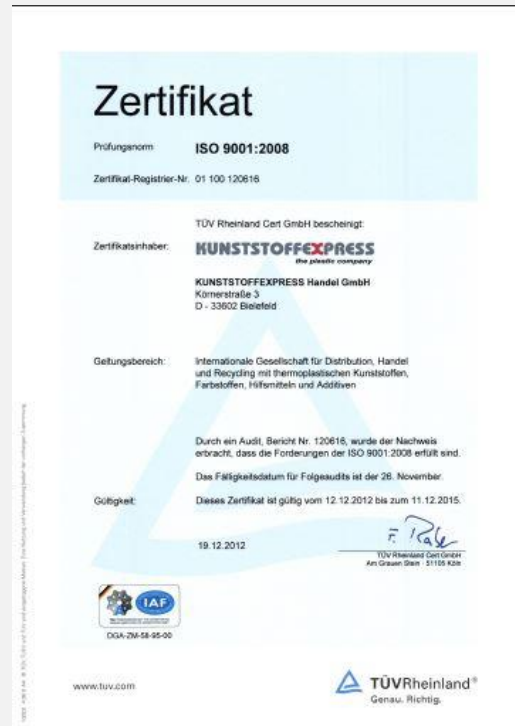 Zertifikat
Prüfungsnorm ISO 9001:2008
Zertifikat-Registrier-Nr. 01 100 120616
TÜV Rheinland Cert GmbH bescheinigt:
Zertifikatsinhaber: KUNSTSTOFFEXPRESS
the plastic company
KUNSTSTOFFEXPRESS Handel GmbH
Körnerstraße 3
D - 33602 Bielefeld
Geltungsbereich: Internationale Gesellschaft für Distribution, Handel
und Recycling mit thermoplastischen Kunststoffen,
Farbstoffen, Hilfsmitteln und Additiven
Durch ein Audit, Bericht Nr. 120616, wurde der Nachweis
erbracht, dass die Forderungen der ISO 9001:2008 erfüllt sind.
Das Fälligkeitsdatum für Folgeaudits ist der 26. November.
Gültigkeit: Dieses Zertifikat ist gültig vom 12.12.2012 bis zum 11.12.2015.
19.12.2012
TÜV Rheinland Cert GmbH
Am Grauen Stein · 51105 Köln
IAF
DGA-ZM-58-95-00
www.tuv.com
TÜVRheinland®
Genau. Richtig.